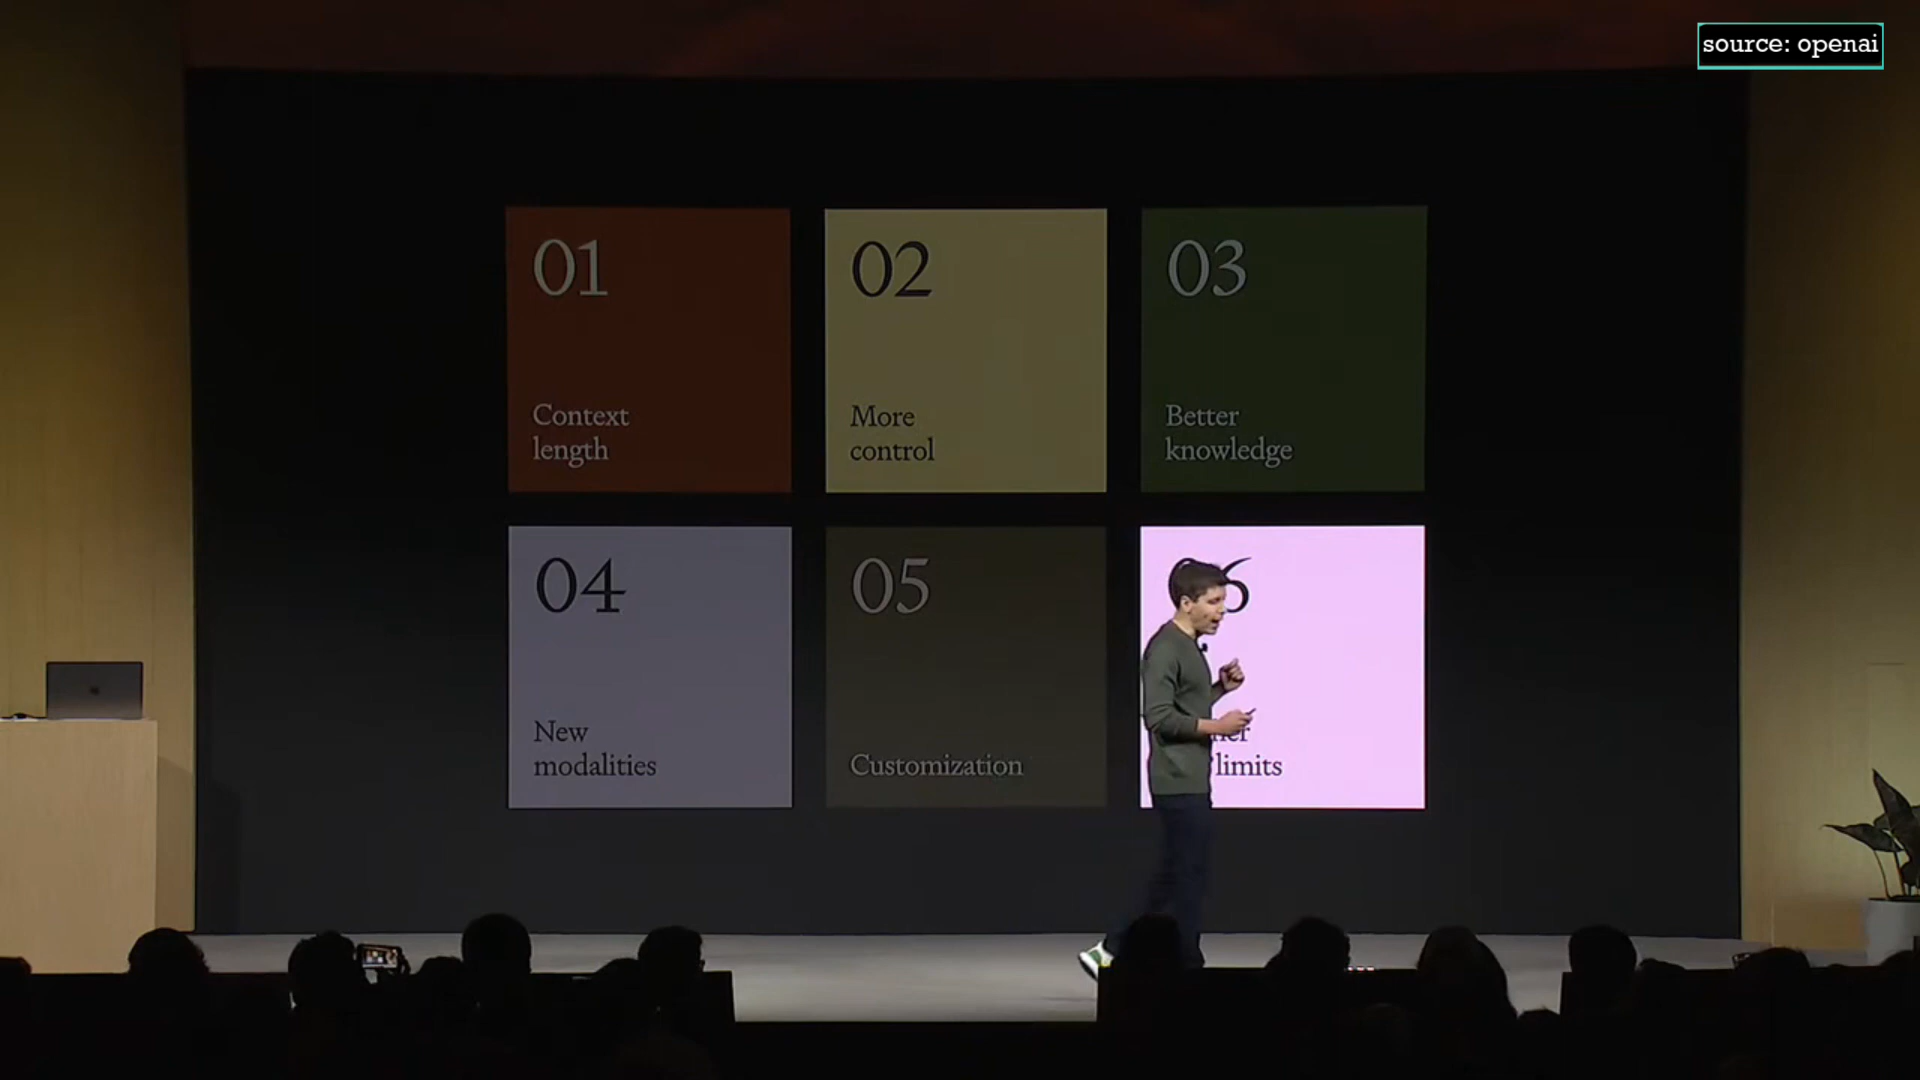 source: openai
01
02
03
Context
length
More
control
Better
knowledge
04
05
New
modalities
Customization
limits